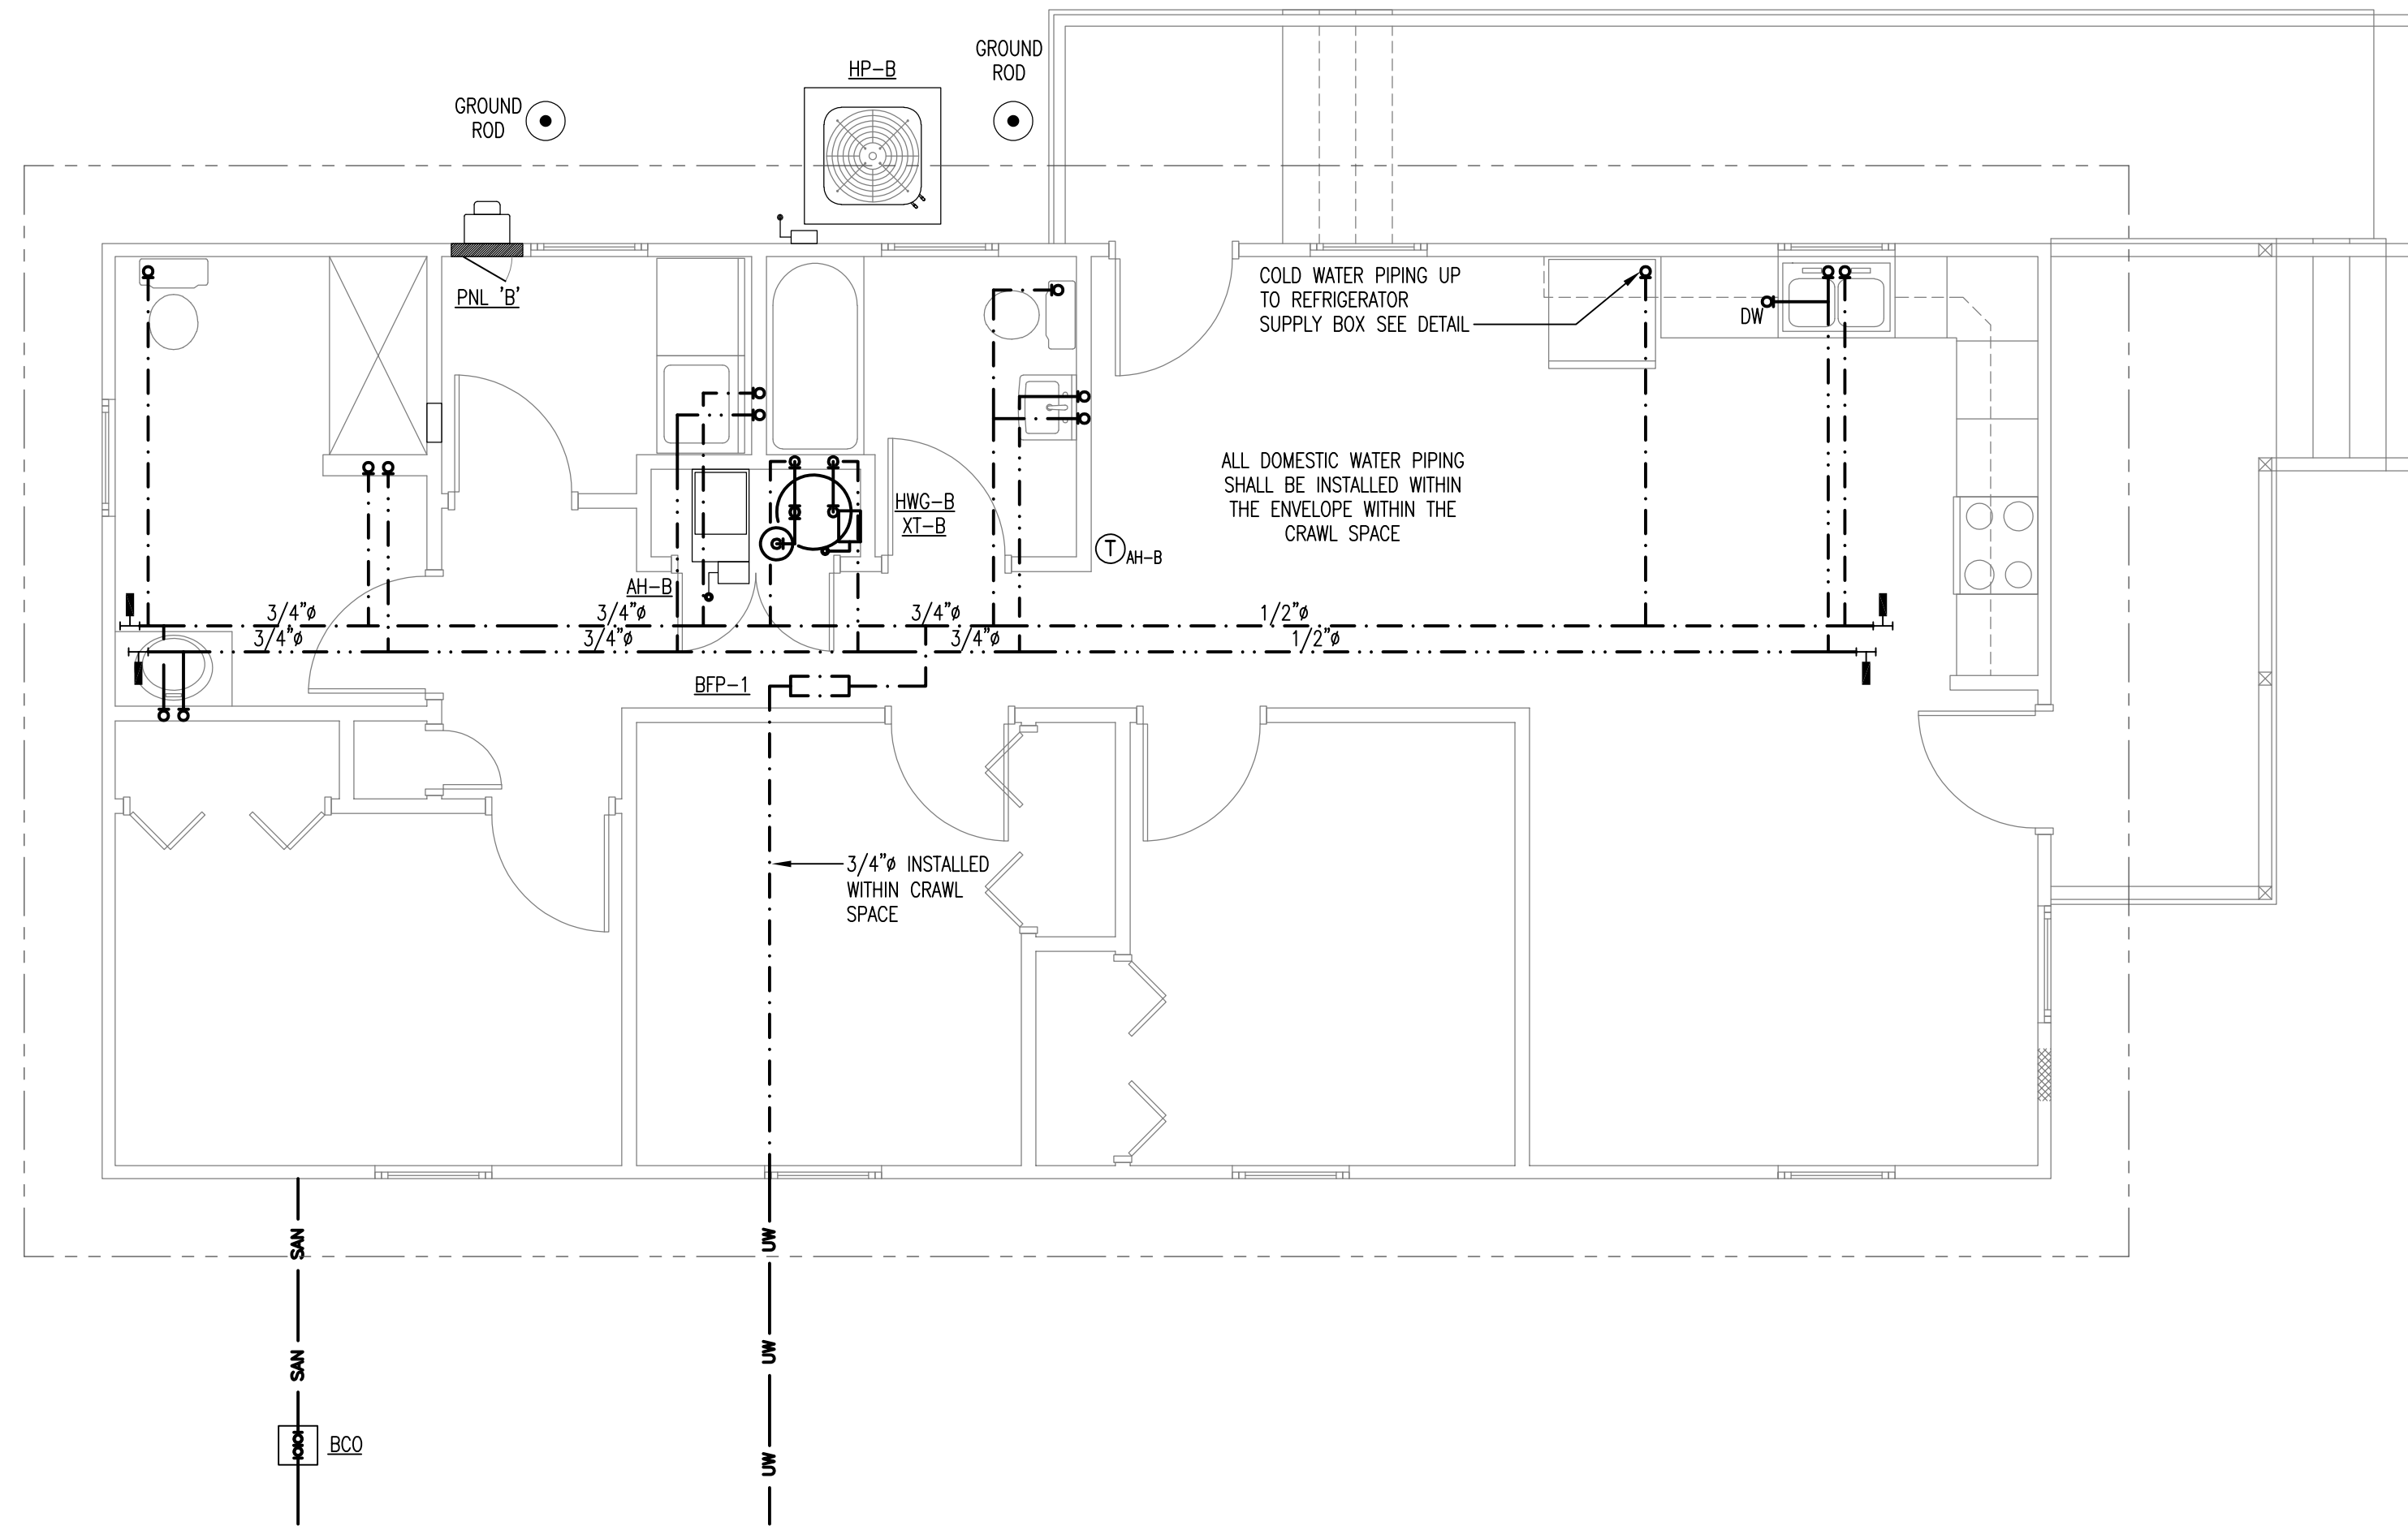 GROUND
ROD
HP-B
GROUND
ROD
PNL 'B'
COLD WATER PIPING UP
TO REFRIGERATOR
SUPPLY BOX SEE DETAIL
DW
ALL DOMESTIC WATER PIPING
SHALL BE INSTALLED WITHIN
THE ENVELOPE WITHIN THE
CRAWL SPACE
HWG-B
XT-B
T
AH-B
AH-B
3/4"ø
3/4"ø
3/4"ø
1/2"ø
3/4"ø
3/4"ø
3/4"ø
1/2"ø
BFP-1
3/4"ø INSTALLED
WITHIN CRAWL
SPACE
SAN
UW
SAN
UW
BCO
UW